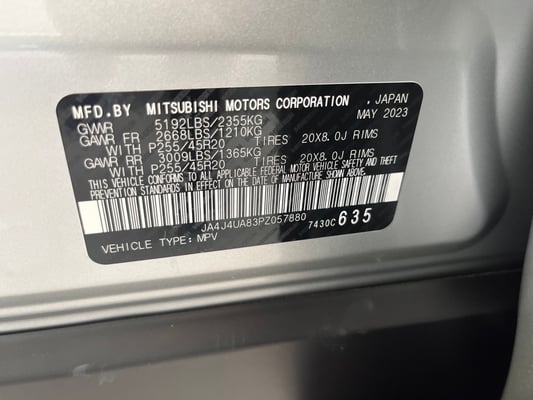 MFD.BY MITSUBISHI MOTORS CORPORATION , JAPAN
GVWR 5192LBS/2355KG MAY 2023
GAWR FR 2668LBS/1210KG
WITH P255/45R20 TIRES 20X8.0J RIMS
GAWR RR 3009LBS/1365KG
WITH P255/45R20 TIRES 20X8.0J RIMS
THIS VEHICLE CONFORMS TO ALL APPLICABLE FEDERAL MOTOR VEHICLE SAFETY AND THEFT
PREVENTION STANDARDS IN EFFECT ON THE DATE OF MANUFACTURE SHOWN ABOVE.
JA4J4UA83PZ057880 7430C 635
VEHICLE TYPE: MPV